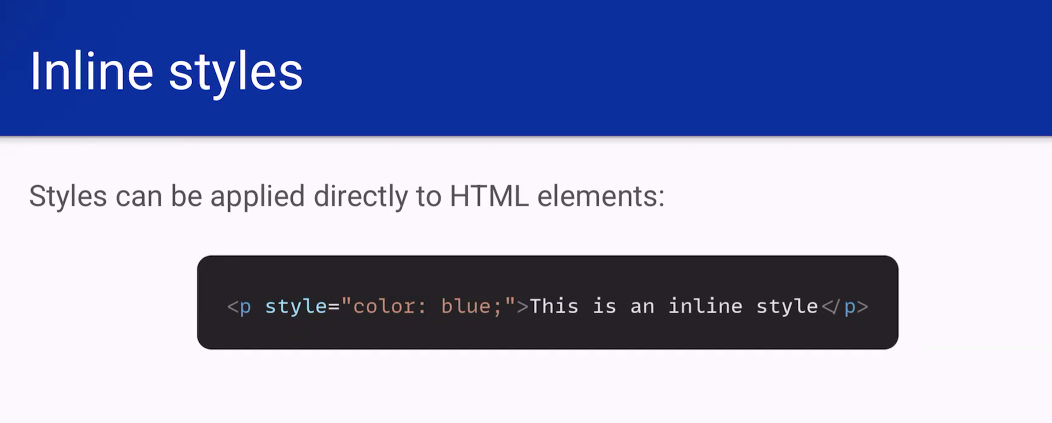 Inline styles
Styles can be applied directly to HTML elements:
<p style="color: blue;">This is an inline style</p>